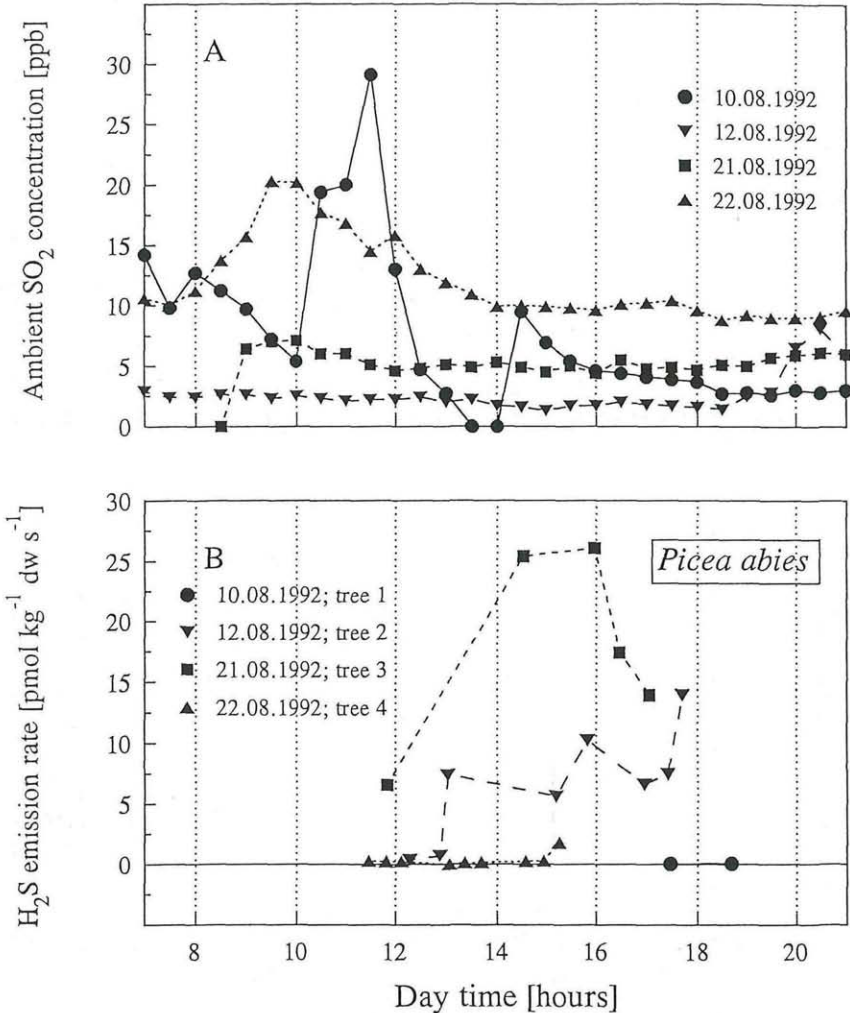 A
Ambient SO2 concentration [ppb]
35
30
25
20
15
10
5
0
10.08.1992
12.08.1992
21.08.1992
22.08.1992
B
Picea abies
H2S emission rate [pmol kg-1 dw s-1]
30
25
20
15
10
5
0
10.08.1992; tree 1
12.08.1992; tree 2
21.08.1992; tree 3
22.08.1992; tree 4
8 10 12 14 16 18 20
Day time [hours]